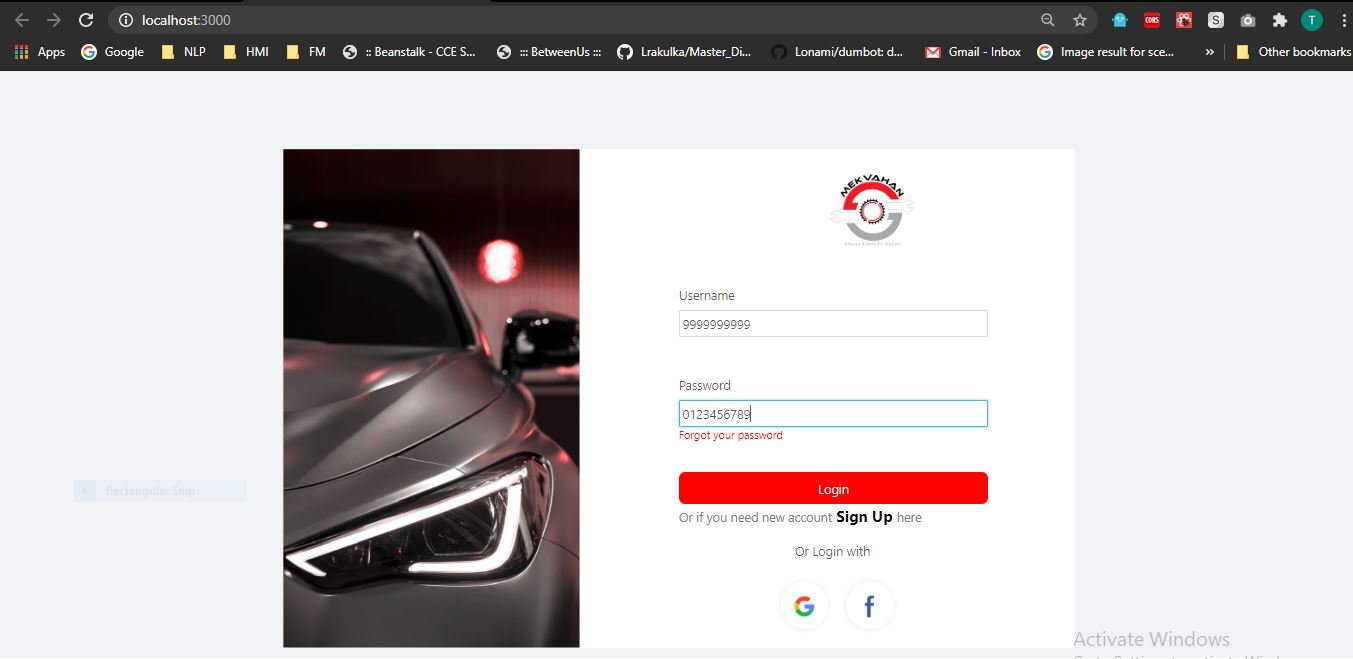 localhost:3000
CORS
S
T
Apps
Google
NLP
HMI
FM
:: Beanstalk - CCE S...
::: BetweenUs :::
Lrakulka/Master_Di...
Lonami/dumbot: d...
Gmail - Inbox
Image result for sce...
»
Other bookmarks
MEKVAHAN
Username
9999999999
Password
0123456789
Forgot your password
Rectangular Snip
Login
Or if you need new account Sign Up here
Or Login with
Activate Windows